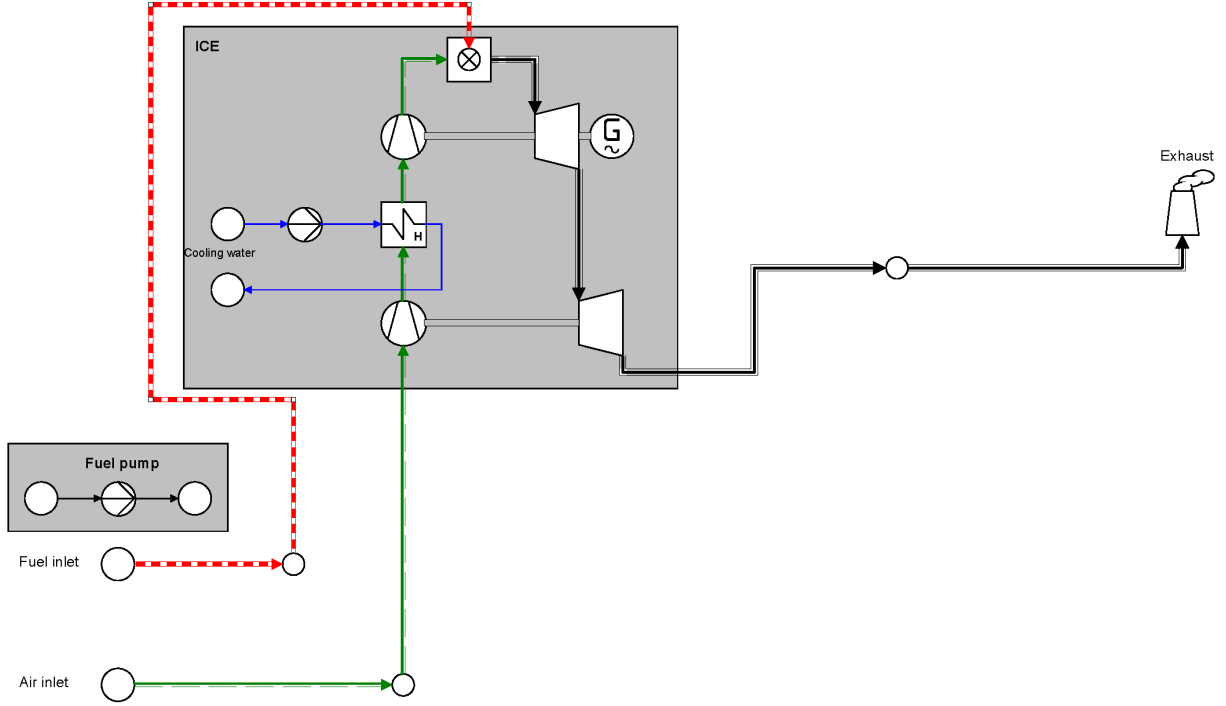 ICE
G
Exhaust
H
Cooling water
Fuel pump
Fuel inlet
Air inlet